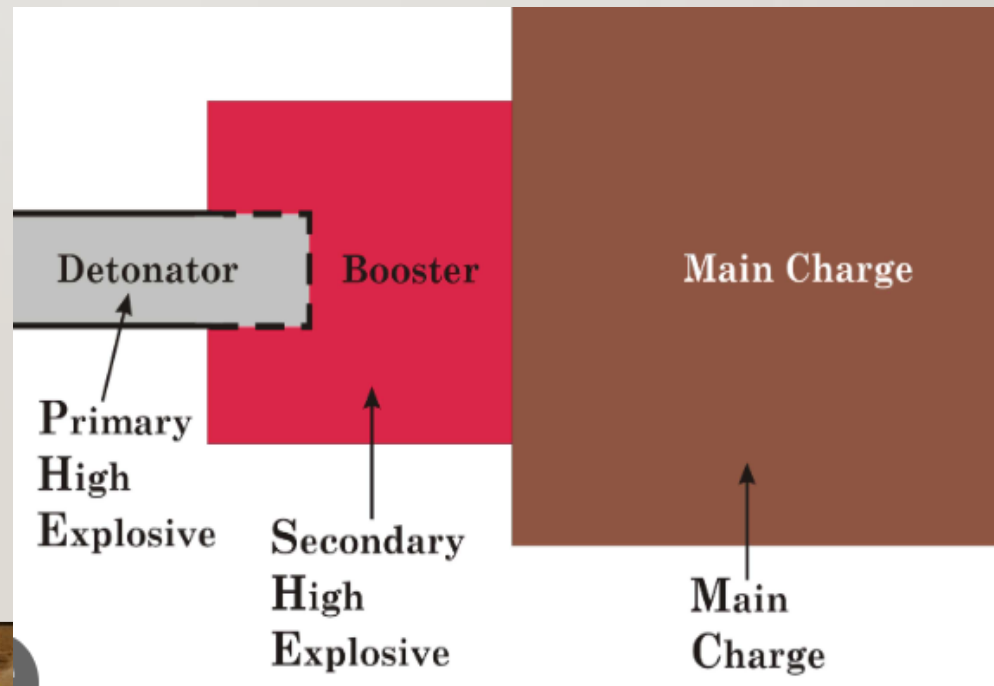 Detonator
Booster
Main Charge
Primary
High
Explosive
Secondary
High
Explosive
Main
Charge